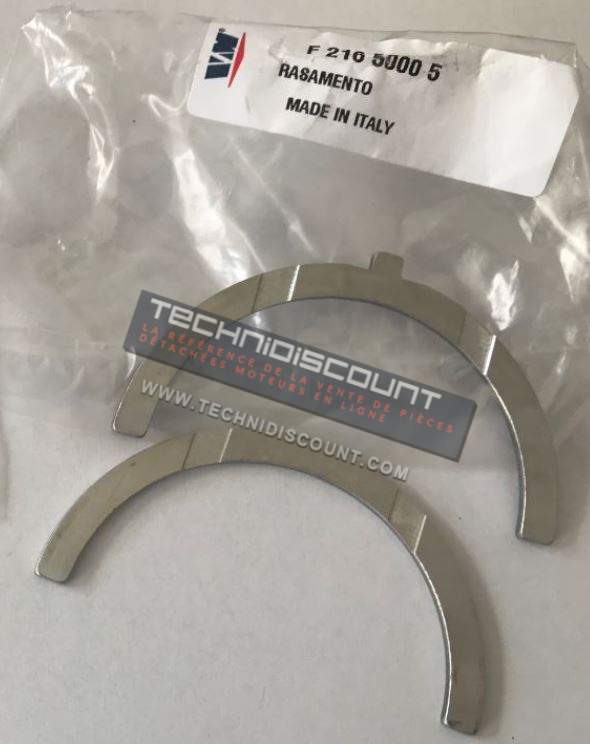 VM
F 216 5000 5
RASAMENTO
MADE IN ITALY
TECHNIDISCOUNT
LA RÉFÉRENCE DE LA VENTE DE PIÈCES
DÉTACHÉES MOTEURS EN LIGNE
WWW.TECHNIDISCOUNT.COM